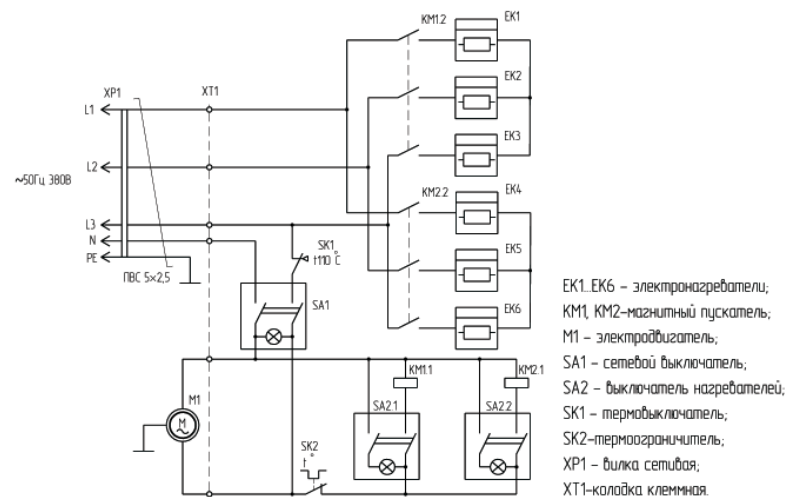 KM1.2
EK1
EK2
EK3
XP1
XT1
L1
L2
~50Гц 380В
L3
N
PE
ПВС 5×2,5
SK1
t110 °C
SA1
KM2.2
EK4
EK5
EK6
M1
M
~
SK2
t°
SA2.1
KM1.1
SA2.2
KM2.1
EK1...EK6 – электронагреватели;
KM1, KM2–магнитный пускатель;
M1 – электродвигатель;
SA1 – сетевой выключатель;
SA2 – выключатель нагревателей;
SK1 – термовыключатель;
SK2–термоограничитель;
XP1 – вилка сетивая;
XT1–колодка клеммная.